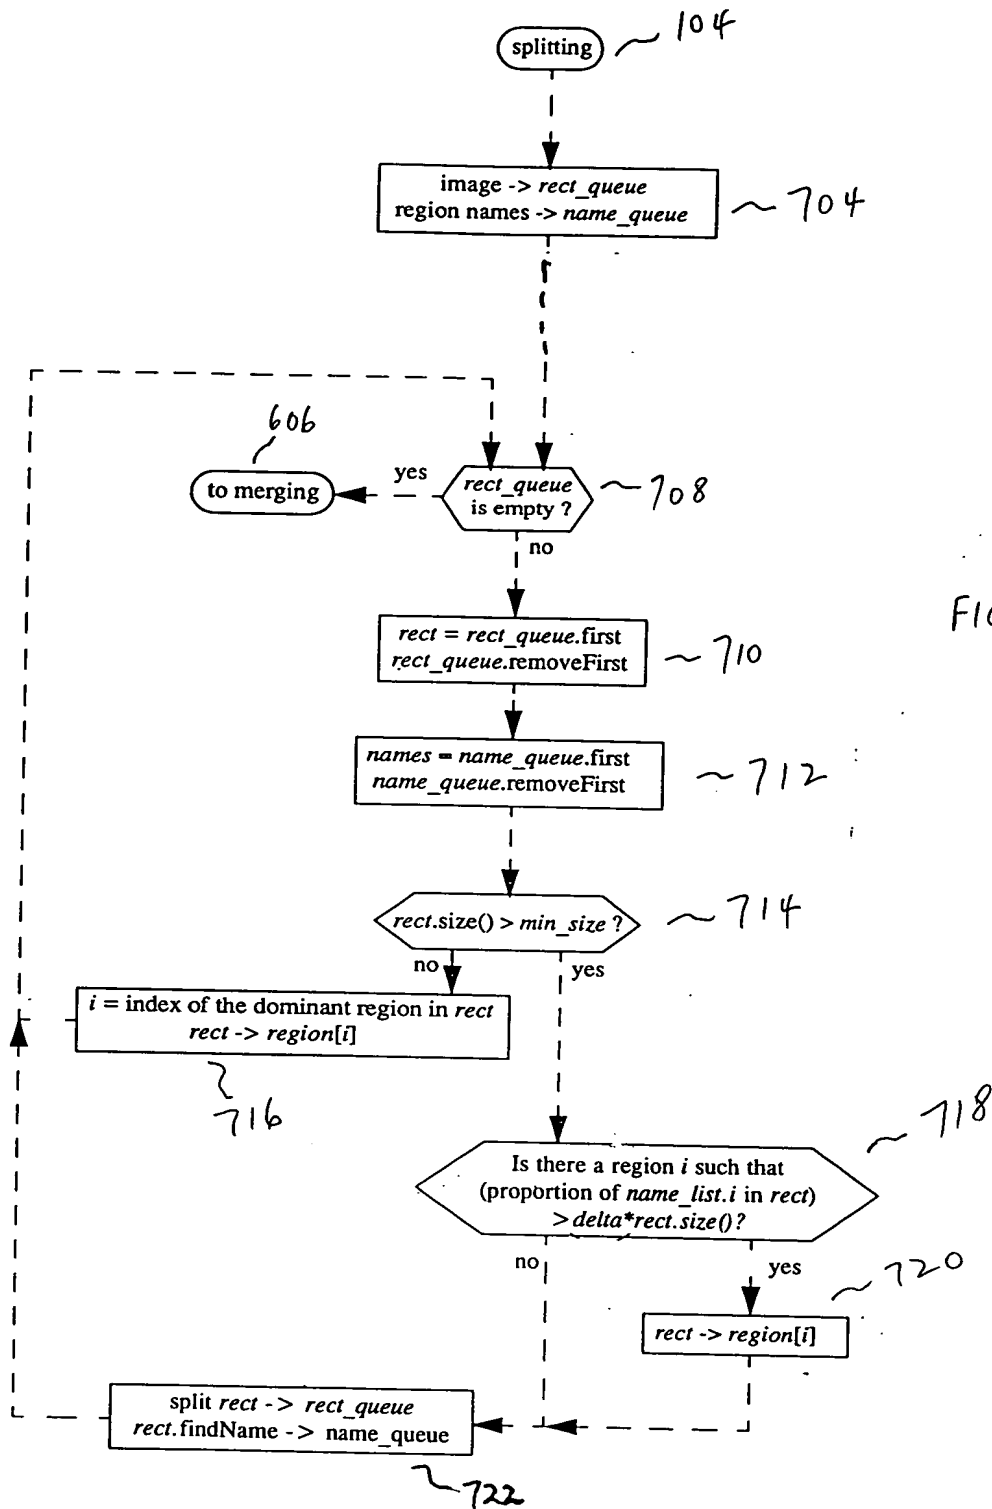 splitting
104
image -> rect_queue
region names -> name_queue
704
606
to merging
yes
rect_queue
is empty ?
708
no
FIG
rect = rect_queue.first
rect_queue.removeFirst
710
names = name_queue.first
name_queue.removeFirst
712
rect.size() > min_size ?
714
no
yes
i = index of the dominant region in rect
rect -> region[i]
716
718
Is there a region i such that
(proportion of name_list.i in rect)
> delta*rect.size()?
no
yes
720
rect -> region[i]
split rect -> rect_queue
rect.findName -> name_queue
722